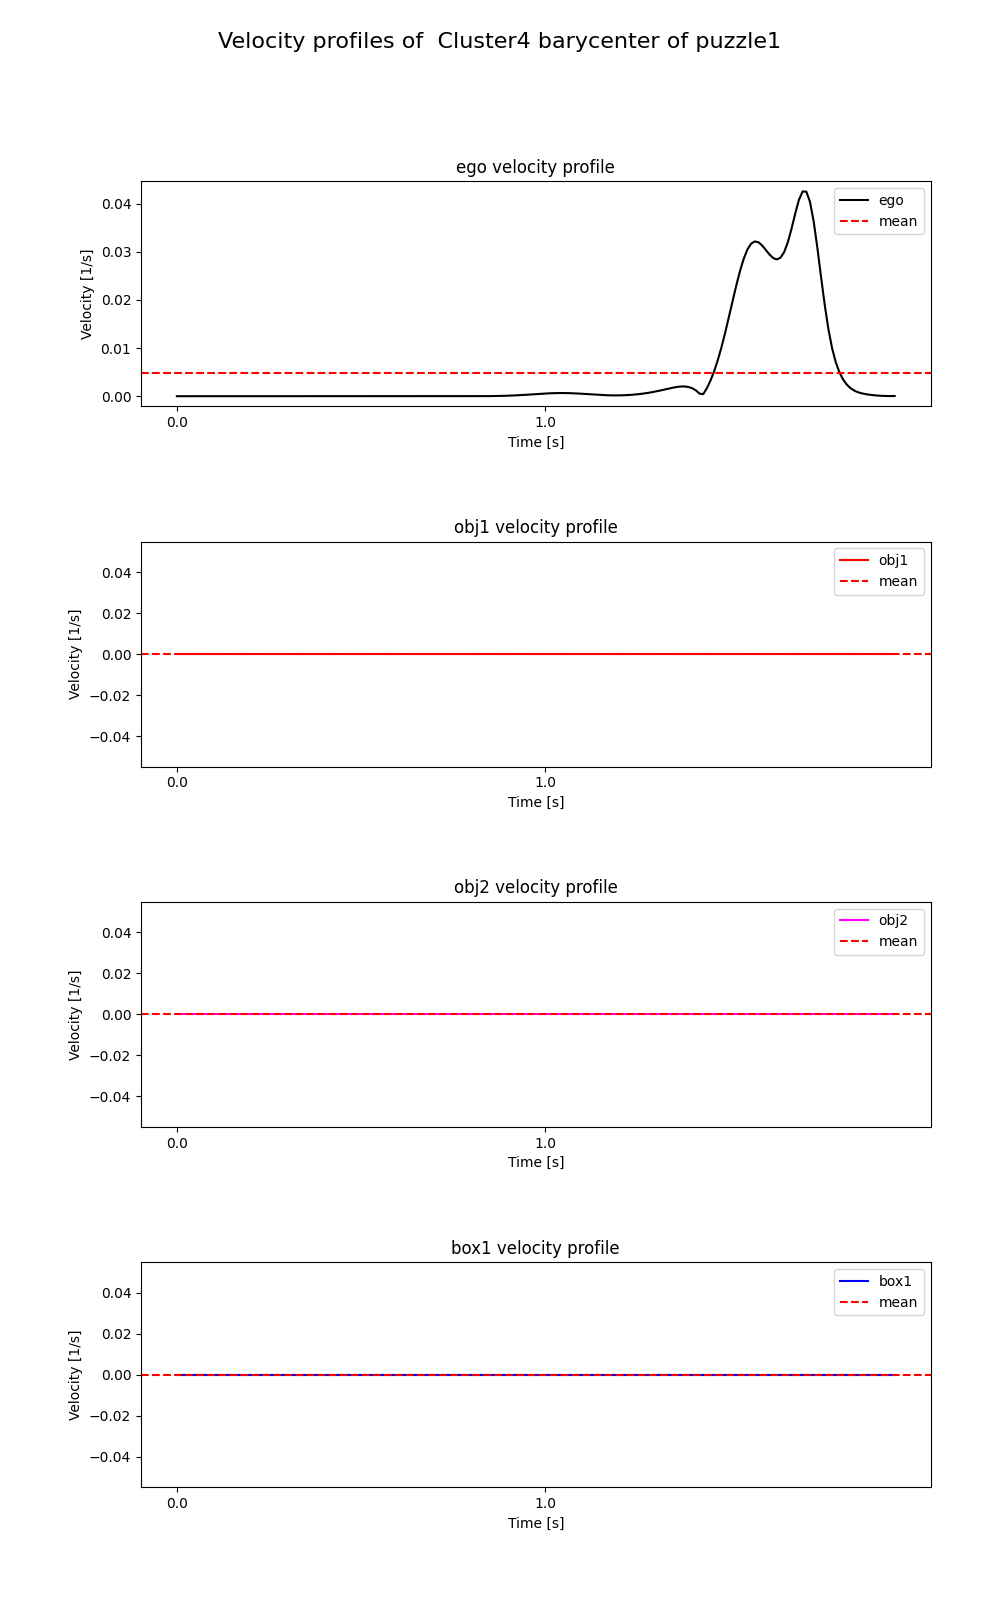 Velocity profiles of  Cluster4 barycenter of puzzle1
ego velocity profile
ego
mean
Velocity [1/s]
0.04
0.03
0.02
0.01
0.00
0.0
1.0
Time [s]
obj1 velocity profile
obj1
mean
Velocity [1/s]
0.04
0.02
0.00
−0.02
−0.04
0.0
1.0
Time [s]
obj2 velocity profile
obj2
mean
Velocity [1/s]
0.04
0.02
0.00
−0.02
−0.04
0.0
1.0
Time [s]
box1 velocity profile
box1
mean
Velocity [1/s]
0.04
0.02
0.00
−0.02
−0.04
0.0
1.0
Time [s]